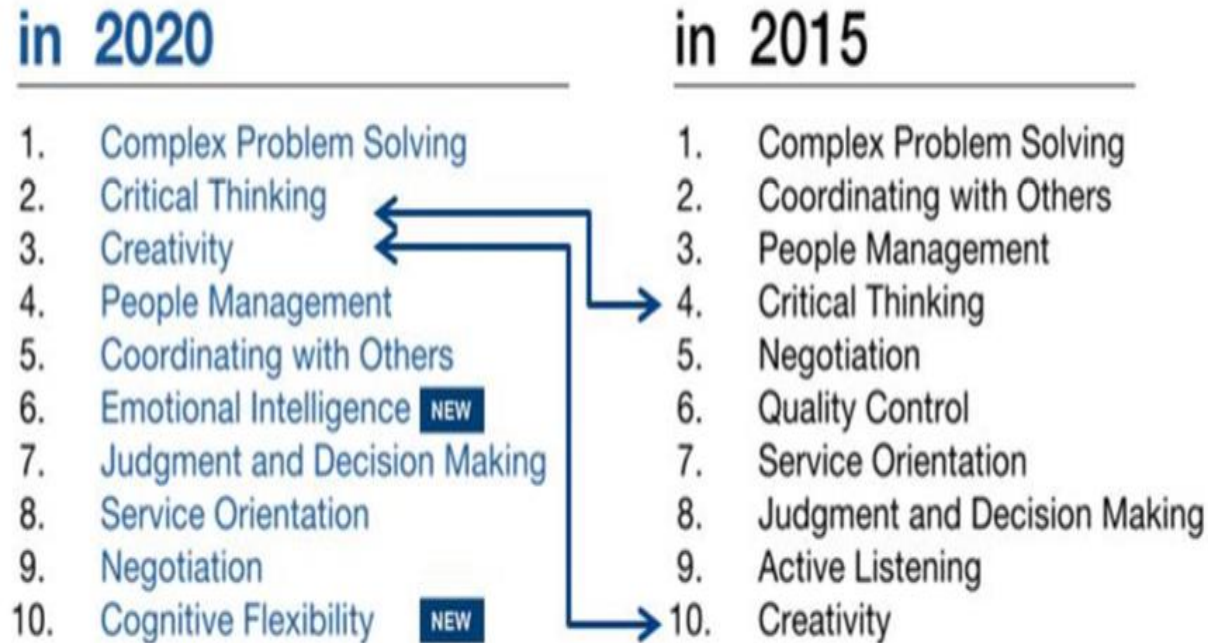 in 2020
1. Complex Problem Solving
2. Critical Thinking
3. Creativity
4. People Management
5. Coordinating with Others
6. Emotional Intelligence NEW
7. Judgment and Decision Making
8. Service Orientation
9. Negotiation
10. Cognitive Flexibility NEW
in 2015
1. Complex Problem Solving
2. Coordinating with Others
3. People Management
4. Critical Thinking
5. Negotiation
6. Quality Control
7. Service Orientation
8. Judgment and Decision Making
9. Active Listening
10. Creativity